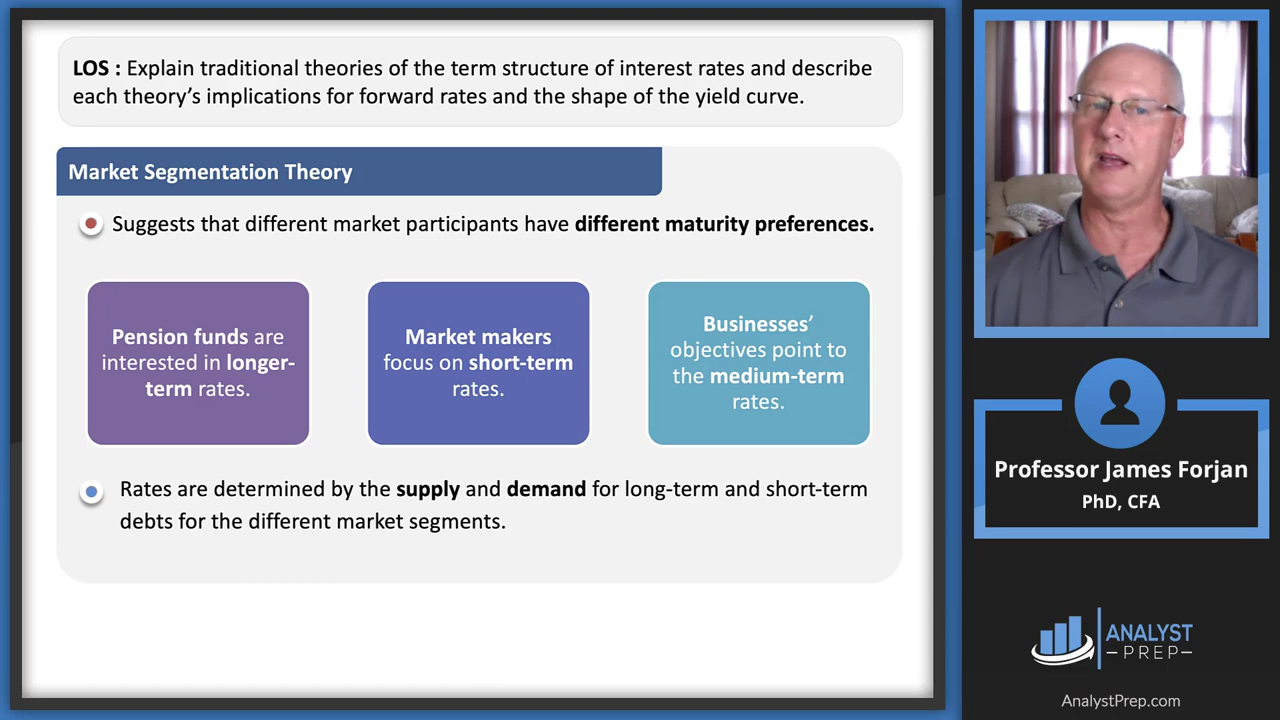 LOS : Explain traditional theories of the term structure of interest rates and describe
each theory’s implications for forward rates and the shape of the yield curve.
Market Segmentation Theory
Suggests that different market participants have different maturity preferences.
Pension funds are
interested in longer-
term rates.
Market makers
focus on short-term
rates.
Businesses’
objectives point to
the medium-term
rates.
Rates are determined by the supply and demand for long-term and short-term
debts for the different market segments.
Professor James Forjan
PhD, CFA
ANALYST
–PREP–
AnalystPrep.com